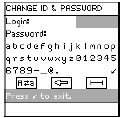 CHANGE ID & PASSWORD
Login:
Password:
abcdefghijklmnop
qrstuvwxyz012345
6789-_@. ✓
A⇄a
Press ✓ to exit.